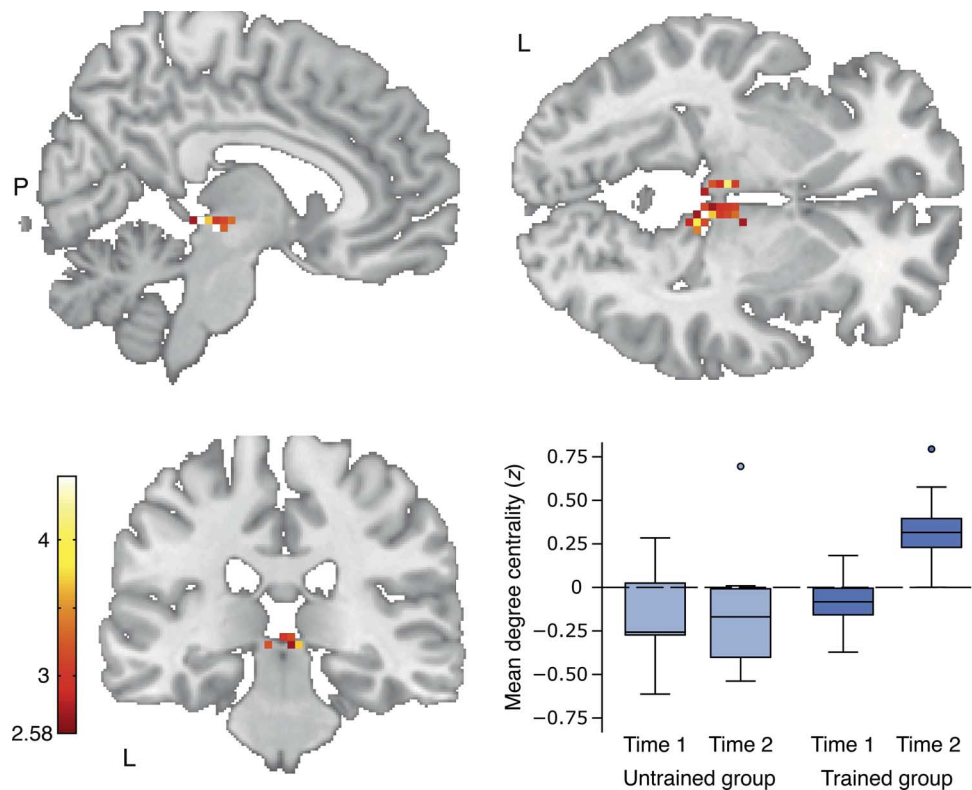 L
P
4
3
2.58
L
Mean degree centrality (z)
0.75
0.50
0.25
0
−0.25
−0.50
−0.75
Time 1 Time 2 Time 1 Time 2
Untrained group Trained group